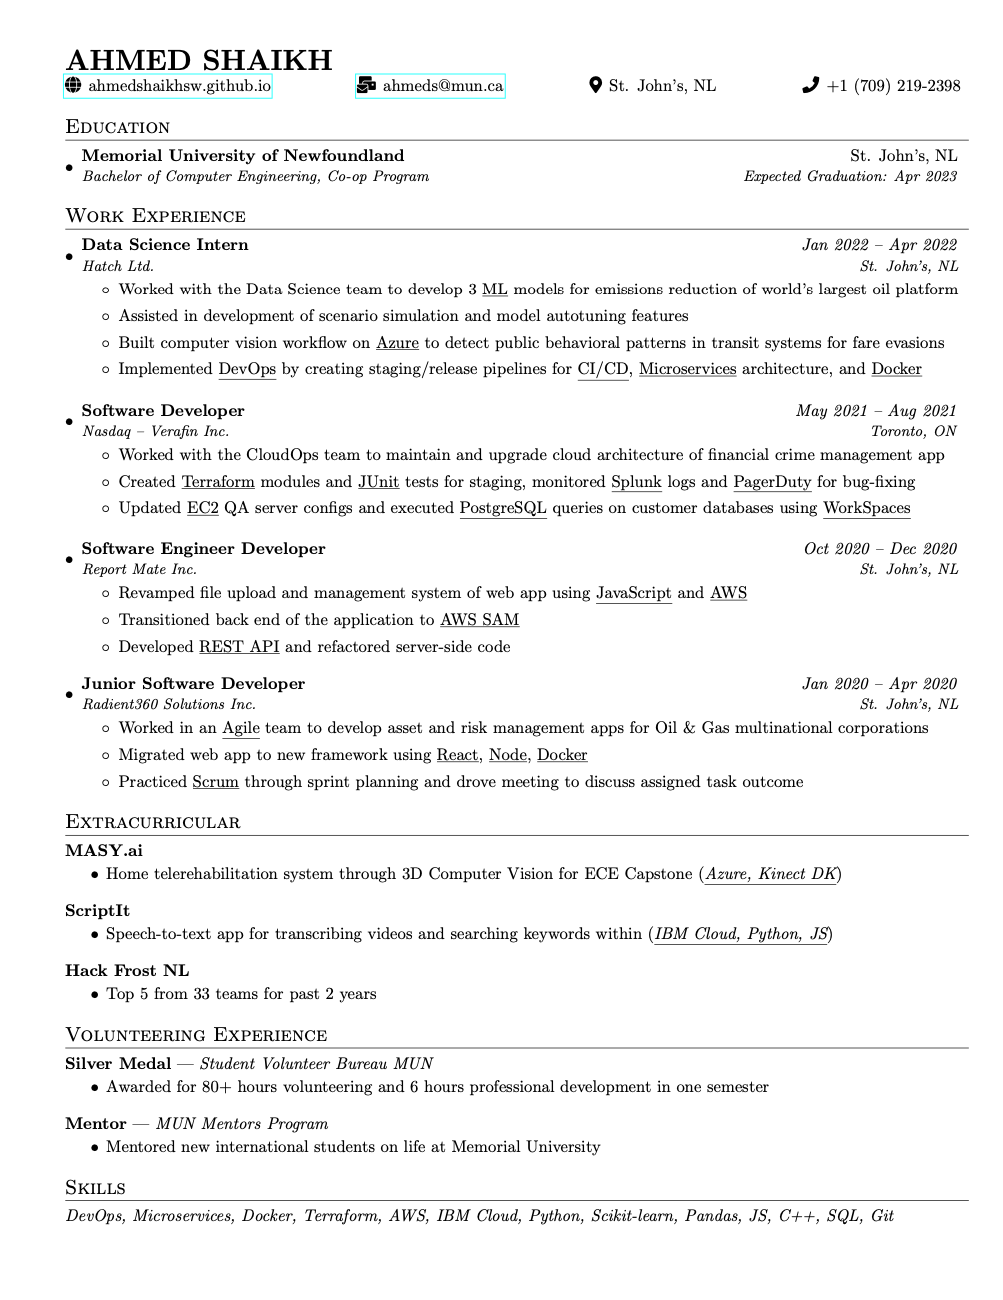 AHMED SHAIKH
ahmedshaikhsw.github.io ahmeds@mun.ca St. John's, NL +1 (709) 219-2398
Education
• Memorial University of Newfoundland St. John's, NL
Bachelor of Computer Engineering, Co-op Program Expected Graduation: Apr 2023
Work Experience
• Data Science Intern Jan 2022 – Apr 2022
Hatch Ltd. St. John's, NL
◦ Worked with the Data Science team to develop 3 ML models for emissions reduction of world's largest oil platform
◦ Assisted in development of scenario simulation and model autotuning features
◦ Built computer vision workflow on Azure to detect public behavioral patterns in transit systems for fare evasions
◦ Implemented DevOps by creating staging/release pipelines for CI/CD, Microservices architecture, and Docker
• Software Developer May 2021 – Aug 2021
Nasdaq – Verafin Inc. Toronto, ON
◦ Worked with the CloudOps team to maintain and upgrade cloud architecture of financial crime management app
◦ Created Terraform modules and JUnit tests for staging, monitored Splunk logs and PagerDuty for bug-fixing
◦ Updated EC2 QA server configs and executed PostgreSQL queries on customer databases using WorkSpaces
• Software Engineer Developer Oct 2020 – Dec 2020
Report Mate Inc. St. John's, NL
◦ Revamped file upload and management system of web app using JavaScript and AWS
◦ Transitioned back end of the application to AWS SAM
◦ Developed REST API and refactored server-side code
• Junior Software Developer Jan 2020 – Apr 2020
Radient360 Solutions Inc. St. John's, NL
◦ Worked in an Agile team to develop asset and risk management apps for Oil & Gas multinational corporations
◦ Migrated web app to new framework using React, Node, Docker
◦ Practiced Scrum through sprint planning and drove meeting to discuss assigned task outcome
Extracurricular
MASY.ai
• Home telerehabilitation system through 3D Computer Vision for ECE Capstone (Azure, Kinect DK)
ScriptIt
• Speech-to-text app for transcribing videos and searching keywords within (IBM Cloud, Python, JS)
Hack Frost NL
• Top 5 from 33 teams for past 2 years
Volunteering Experience
Silver Medal — Student Volunteer Bureau MUN
• Awarded for 80+ hours volunteering and 6 hours professional development in one semester
Mentor — MUN Mentors Program
• Mentored new international students on life at Memorial University
Skills
DevOps, Microservices, Docker, Terraform, AWS, IBM Cloud, Python, Scikit-learn, Pandas, JS, C++, SQL, Git